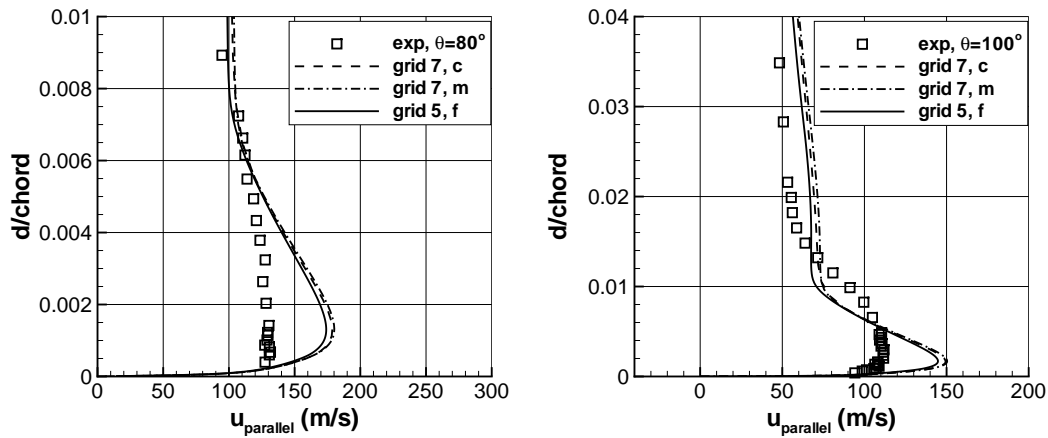 0.01
0.008
0.006
0.004
0.002
0
d/chord
0 50 100 150 200 250 300
u_parallel (m/s)
exp, θ=80°
grid 7, c
grid 7, m
grid 5, f
0.04
0.03
0.02
0.01
0
d/chord
0 50 100 150 200
u_parallel (m/s)
exp, θ=100°
grid 7, c
grid 7, m
grid 5, f